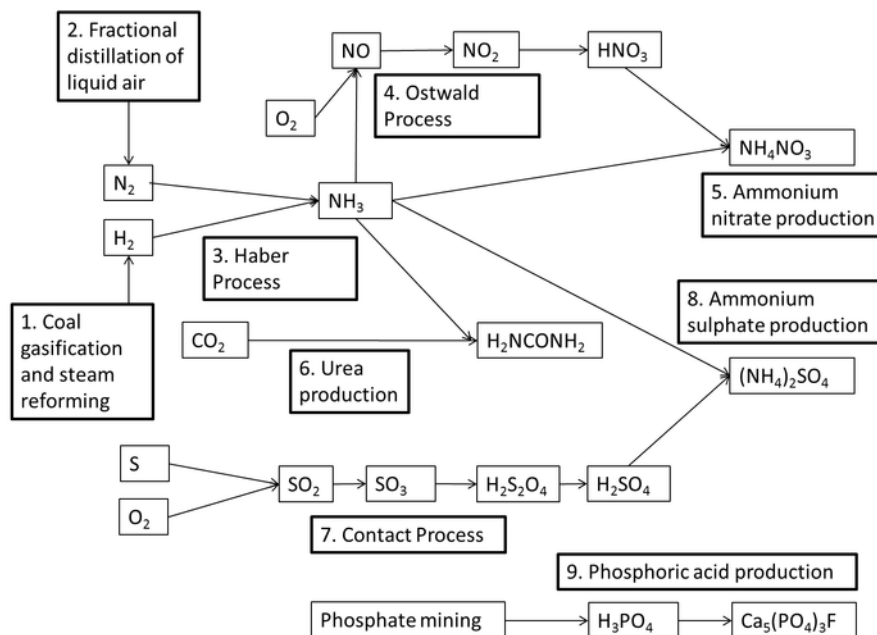 2. Fractional
distillation of
liquid air
NO
NO₂
HNO₃
4. Ostwald
Process
O₂
NH₄NO₃
N₂
NH₃
5. Ammonium
nitrate production
H₂
3. Haber
Process
8. Ammonium
sulphate production
1. Coal
gasification
and steam
reforming
CO₂
H₂NCONH₂
6. Urea
production
(NH₄)₂SO₄
S
SO₂
SO₃
H₂S₂O₄
H₂SO₄
O₂
7. Contact Process
9. Phosphoric acid production
Phosphate mining
H₃PO₄
Ca₅(PO₄)₃F